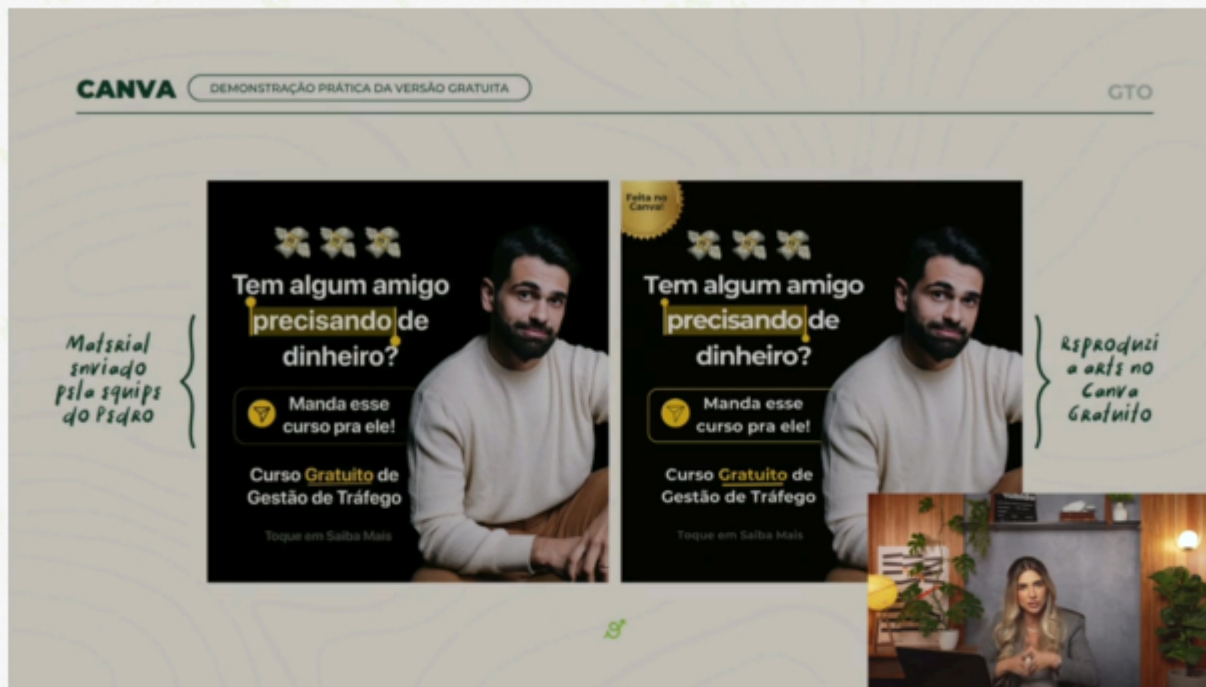 CANVA
DEMONSTRAÇÃO PRÁTICA DA VERSÃO GRATUITA
GTO
Material
enviado
pela equipe
do Pedro
Tem algum amigo
precisando de
dinheiro?
Manda esse
curso pra ele!
Curso Gratuito de
Gestão de Tráfego
Toque em Saiba Mais
Feita no
Canva!
Tem algum amigo
precisando de
dinheiro?
Manda esse
curso pra ele!
Curso Gratuito de
Gestão de Tráfego
Toque em Saiba Mais
Reproduzi
a arte no
Canva
Gratuito